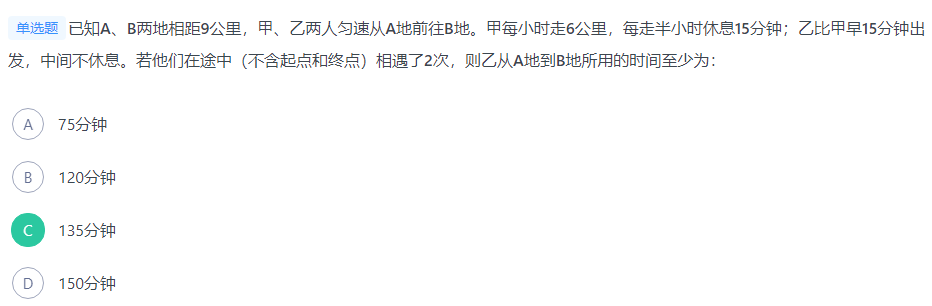 单选题 已知A、B两地相距9公里，甲、乙两人匀速从A地前往B地。甲每小时走6公里，每走半小时休息15分钟；乙比甲早15分钟出
发，中间不休息。若他们在途中（不含起点和终点）相遇了2次，则乙从A地到B地所用的时间至少为：
A 75分钟
B 120分钟
C 135分钟
D 150分钟